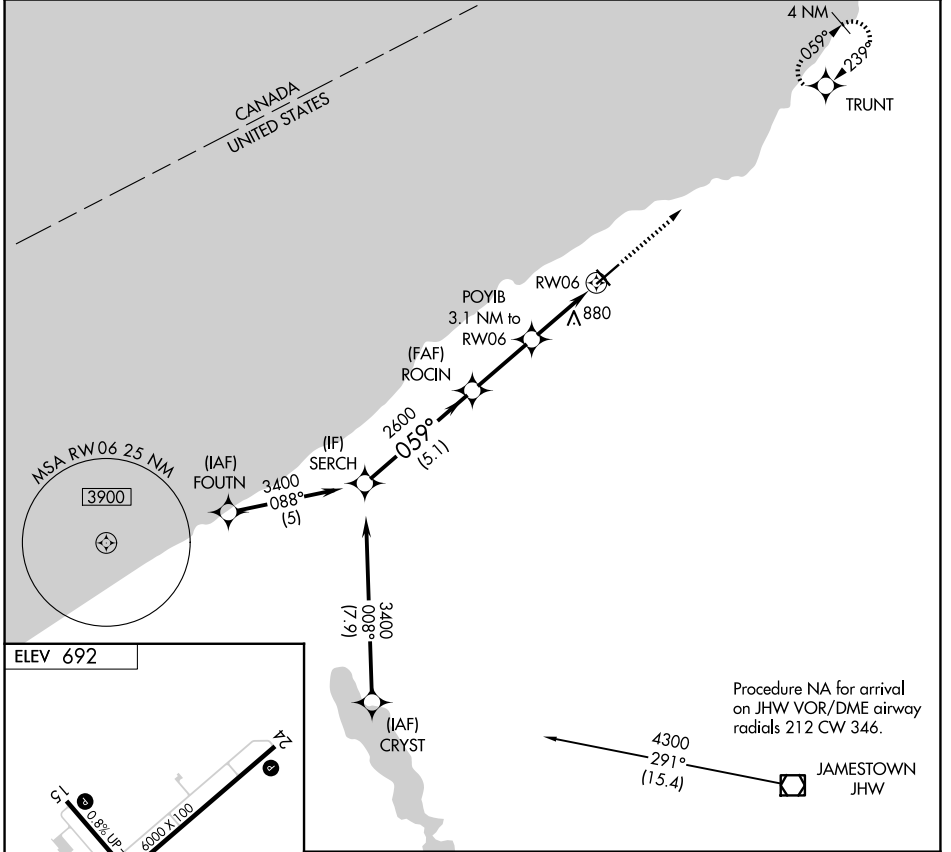 4 NM
059°
239°
TRUNT
CANADA
UNITED STATES
RW06
POYIB
3.1 NM to
RW06
880
(FAF)
ROCIN
2600
059°
(5.1)
(IF)
SERCH
MSA RW06 25 NM
3900
(IAF)
FOUTN
3400
088°
(5)
3400
008°
(7.9)
(IAF)
CRYST
Procedure NA for arrival
on JHW VOR/DME airway
radials 212 CW 346.
4300
291°
(15.4)
JAMESTOWN
JHW
ELEV 692
24
P
15
P
0.8% UP
6000 X 100